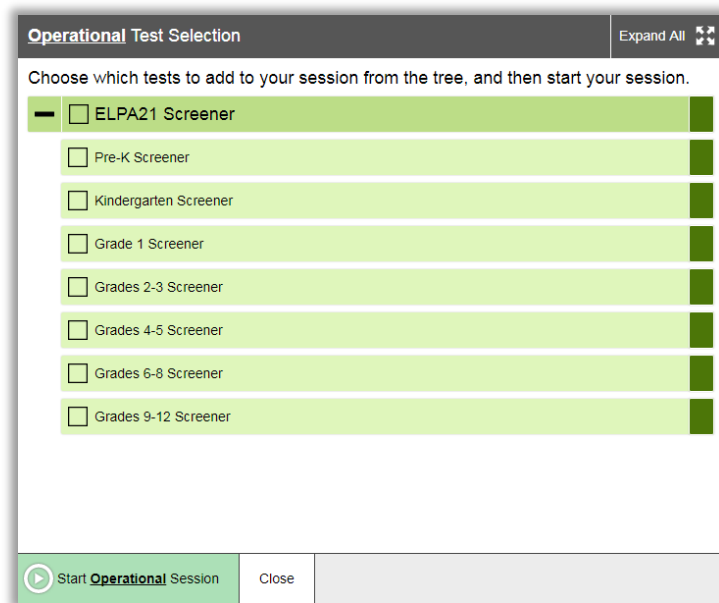 Operational Test Selection
Expand All
Choose which tests to add to your session from the tree, and then start your session.
ELPA21 Screener
Pre-K Screener
Kindergarten Screener
Grade 1 Screener
Grades 2-3 Screener
Grades 4-5 Screener
Grades 6-8 Screener
Grades 9-12 Screener
Start Operational Session
Close